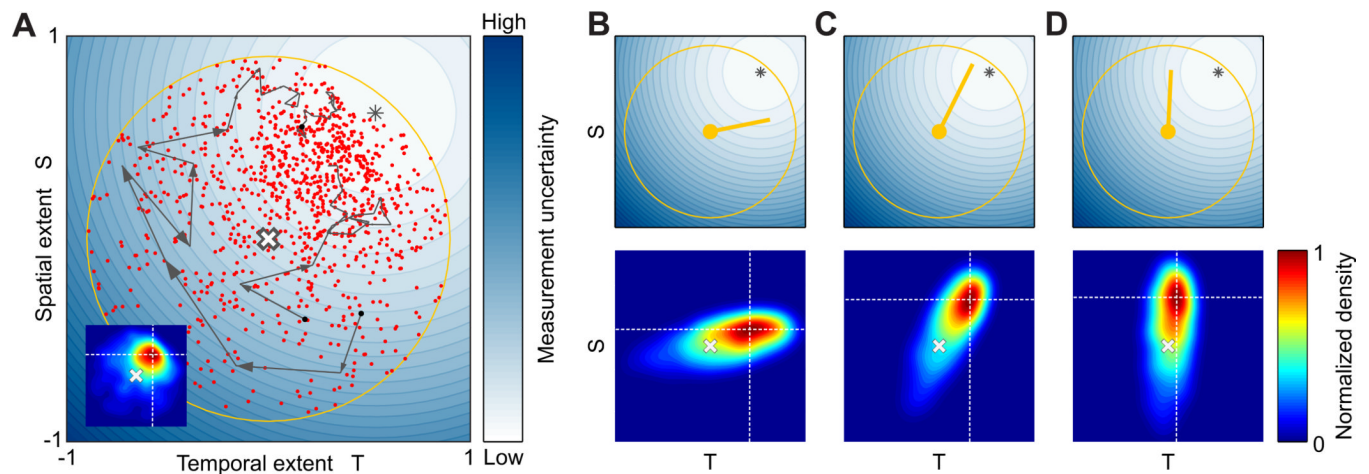 A
B
C
D
1
High
Spatial extent S
Measurement uncertainty
S
-1
-1
Temporal extent T
1
Low
S
T
T
T
1
Normalized density
0